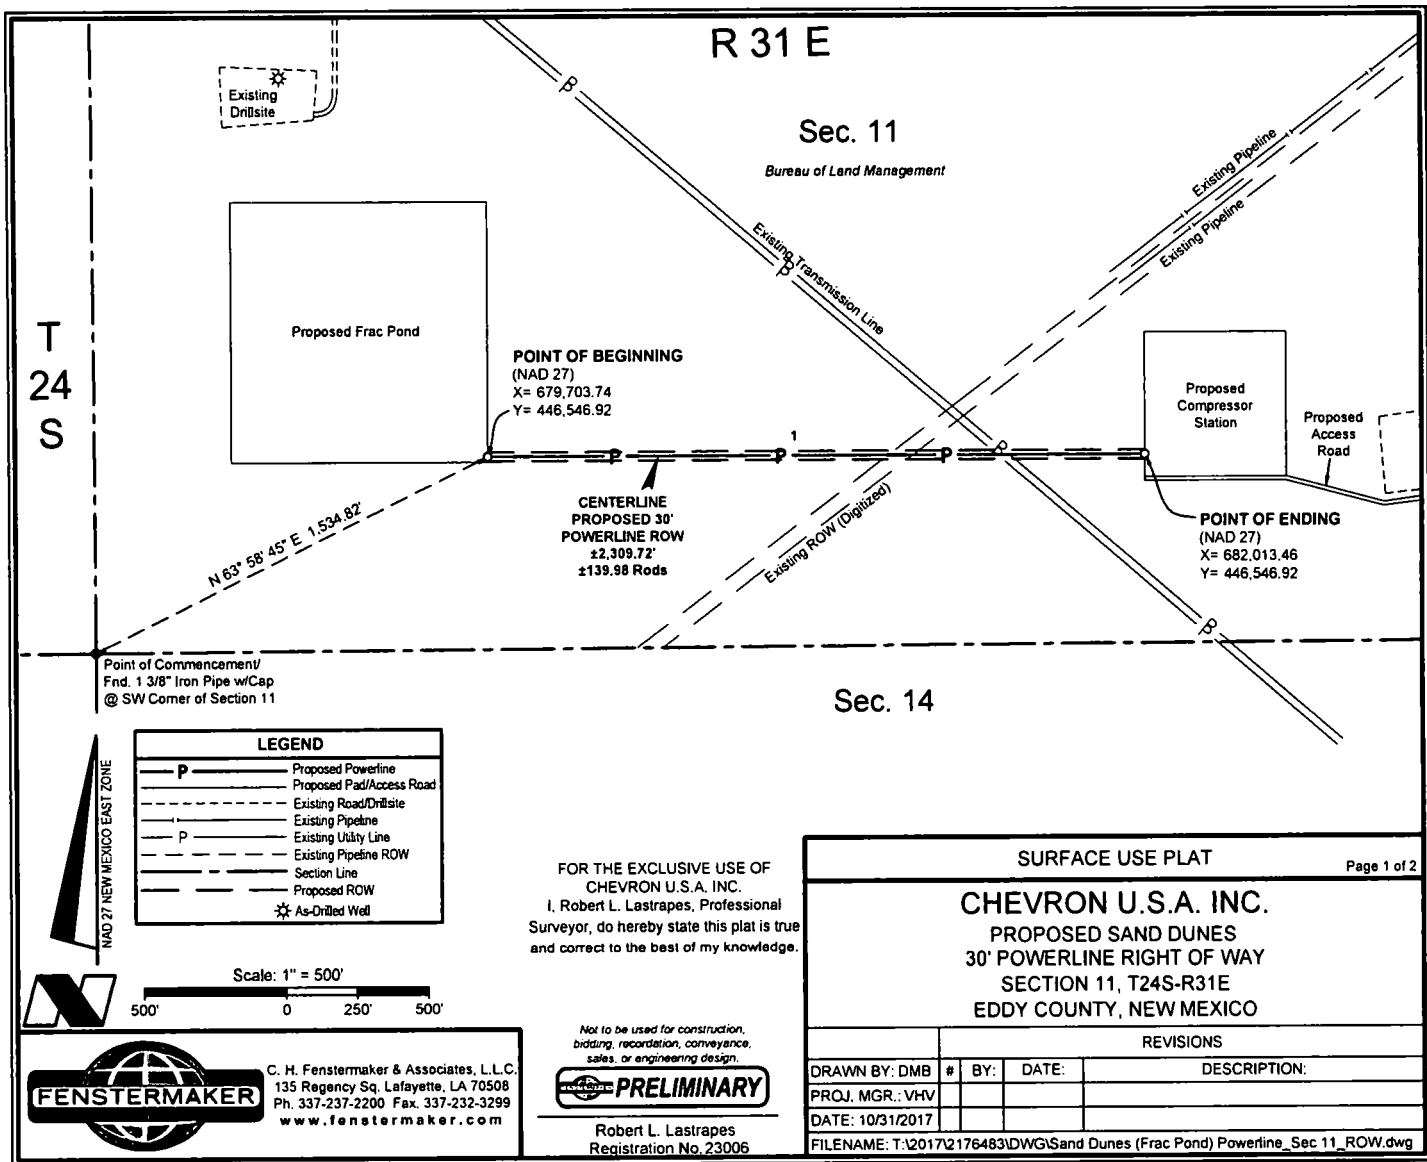 R 31 E
Existing
Drillsite
Sec. 11
Bureau of Land Management
Existing Pipeline
Existing Pipeline
Existing Transmission Line
T
24
S
Proposed Frac Pond
POINT OF BEGINNING
(NAD 27)
X= 679,703.74
Y= 446,546.92
Proposed
Compressor
Station
Proposed
Access
Road
1
P
P
P
P
P
P
P
CENTERLINE
PROPOSED 30'
POWERLINE ROW
±2,309.72'
±139.98 Rods
Existing ROW (Digitized)
POINT OF ENDING
(NAD 27)
X= 682,013.46
Y= 446,546.92
N 63° 58' 45" E 1,534.82'
Point of Commencement/
Fnd. 1 3/8" Iron Pipe w/Cap
@ SW Corner of Section 11
Sec. 14
LEGEND
P Proposed Powerline
Proposed Pad/Access Road
Existing Road/Drillsite
Existing Pipeline
P Existing Utility Line
Existing Pipeline ROW
Section Line
Proposed ROW
As-Drilled Well
NAD 27 NEW MEXICO EAST ZONE
N
Scale: 1" = 500'
500' 0 250' 500'
FOR THE EXCLUSIVE USE OF
CHEVRON U.S.A. INC.
I, Robert L. Lastrapes, Professional
Surveyor, do hereby state this plat is true
and correct to the best of my knowledge.
SURFACE USE PLAT
Page 1 of 2
CHEVRON U.S.A. INC.
PROPOSED SAND DUNES
30' POWERLINE RIGHT OF WAY
SECTION 11, T24S-R31E
EDDY COUNTY, NEW MEXICO
REVISIONS
DRAWN BY: DMB # BY: DATE: DESCRIPTION:
PROJ. MGR.: VHV
DATE: 10/31/2017
FILENAME: T:\2017\2176483\DWG\Sand Dunes (Frac Pond) Powerline_Sec 11_ROW.dwg
FENSTERMAKER
C. H. Fenstermaker & Associates, L.L.C.
135 Regency Sq. Lafayette, LA 70508
Ph. 337-237-2200 Fax. 337-232-3299
www.fenstermaker.com
Not to be used for construction,
bidding, recordation, conveyance,
sales, or engineering design.
PRELIMINARY
Robert L. Lastrapes
Registration No. 23006